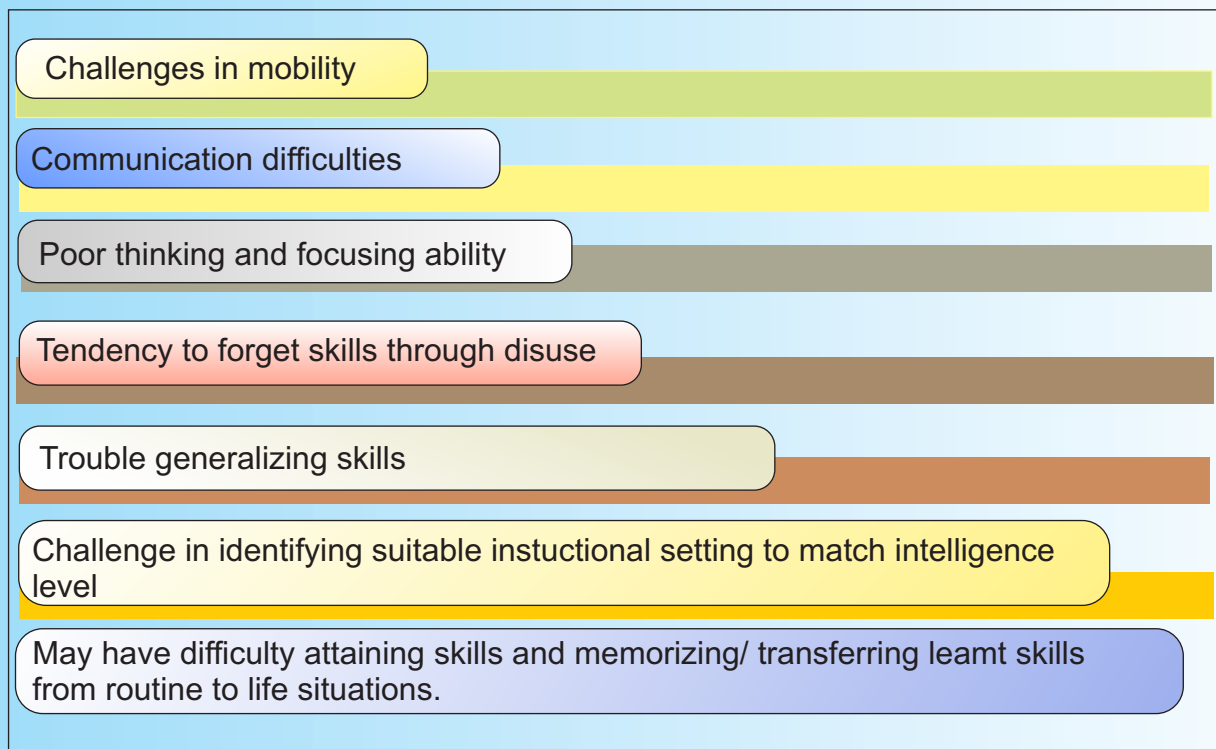 Challenges in mobility
Communication difficulties
Poor thinking and focusing ability
Tendency to forget skills through disuse
Trouble generalizing skills
Challenge in identifying suitable instuctional setting to match intelligence
level
May have difficulty attaining skills and memorizing/ transferring leamt skills
from routine to life situations.